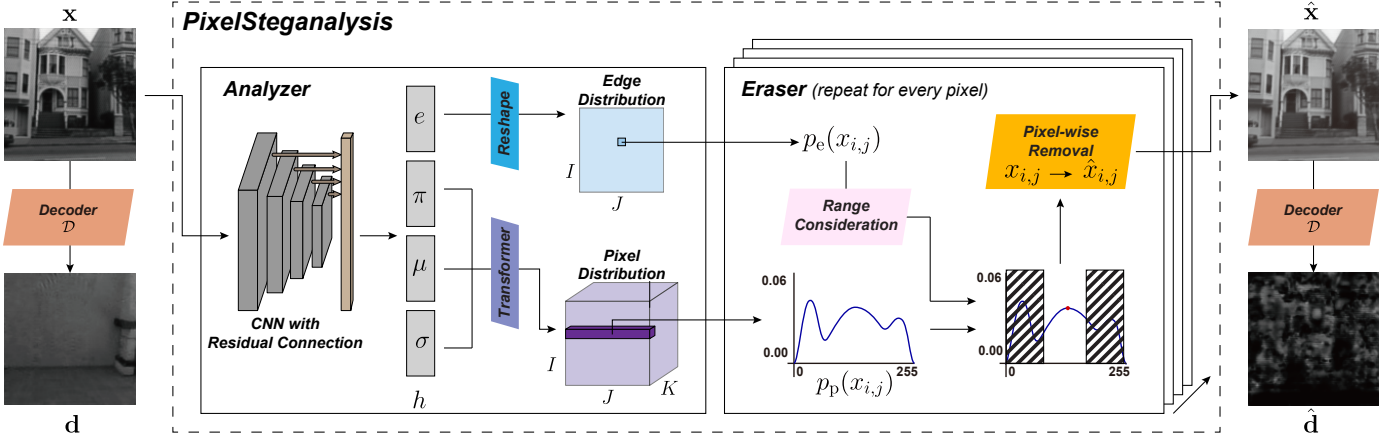 x
Decoder
𝒟
d
PixelSteganalysis
Analyzer
CNN with
Residual Connection
e
π
μ
σ
h
Reshape
Transformer
Edge
Distribution
I
J
Pixel
Distribution
I
J
K
Eraser (repeat for every pixel)
pₑ(xᵢ,ⱼ)
Range
Consideration
Pixel-wise
Removal
xᵢ,ⱼ → x̂ᵢ,ⱼ
0.06
0.00
0
255
pₚ(xᵢ,ⱼ)
0.06
0.00
0
255
x̂
Decoder
𝒟
d̂